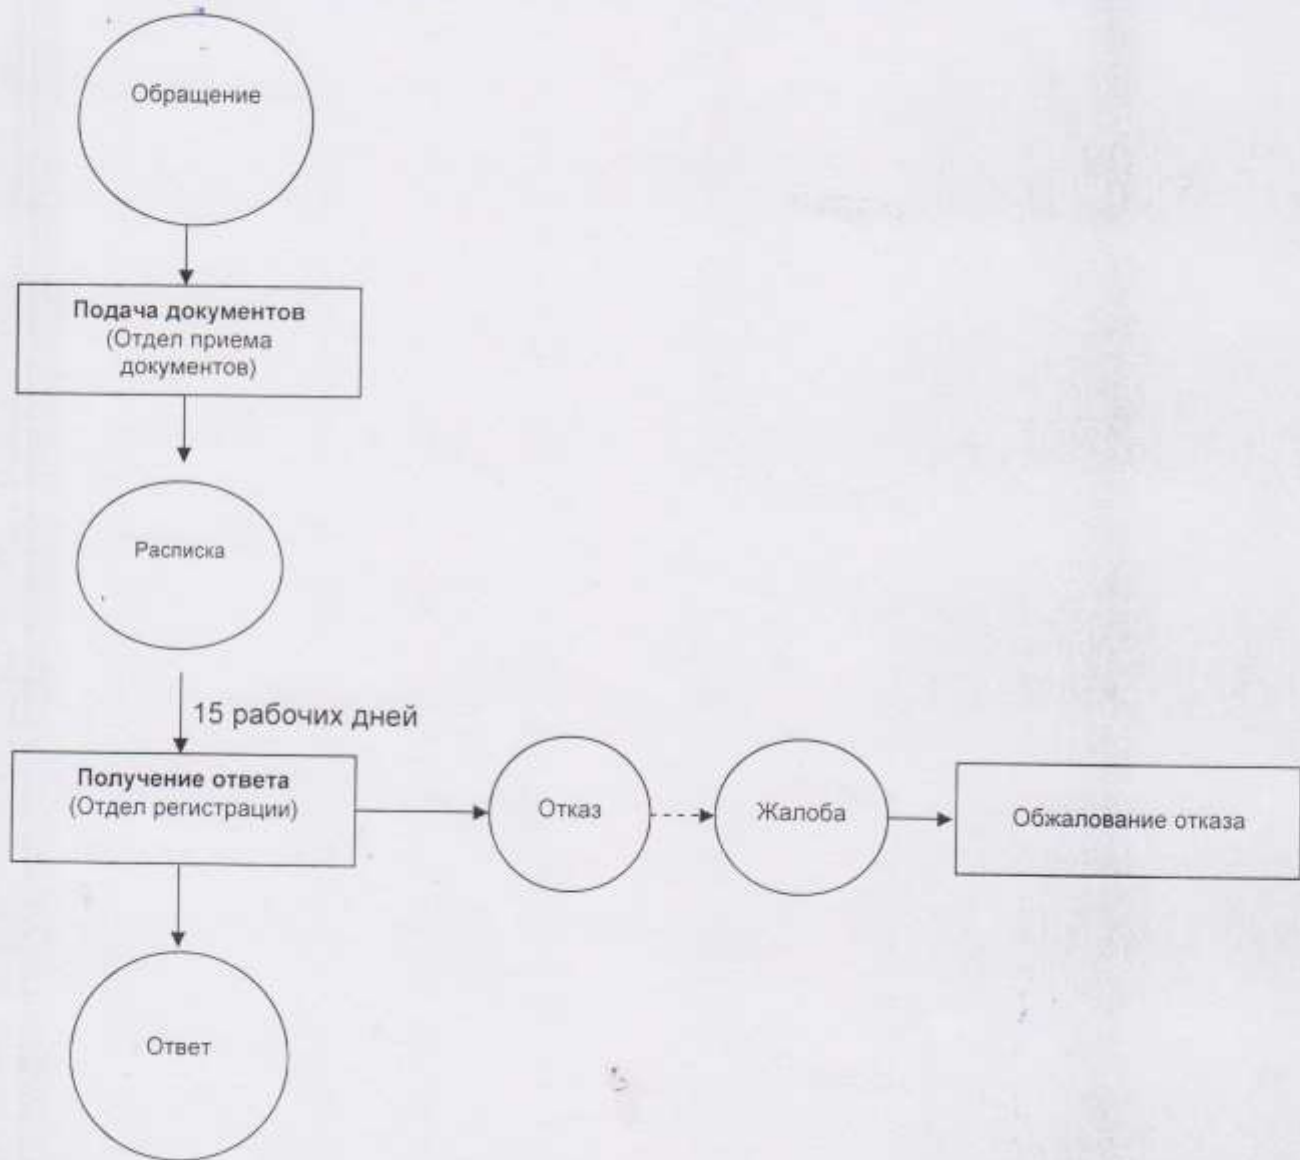 Обращение
Подача документов
(Отдел приема
документов)
Расписка
15 рабочих дней
Получение ответа
(Отдел регистрации)
Отказ
Жалоба
Обжалование отказа
Ответ